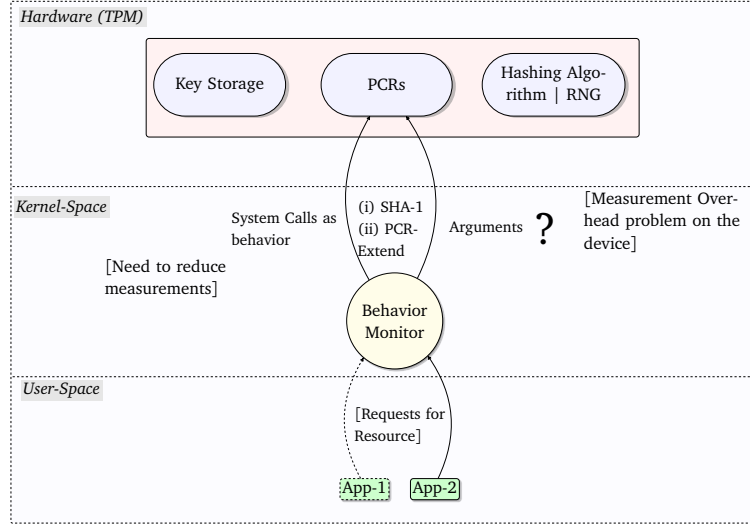 Hardware (TPM)
Key Storage
PCRs
Hashing Algo-
rithm | RNG
Kernel-Space
System Calls as
behavior
(i) SHA-1
(ii) PCR-
Extend
Arguments
?
[Measurement Over-
head problem on the
device]
[Need to reduce
measurements]
Behavior
Monitor
User-Space
[Requests for
Resource]
App-1
App-2